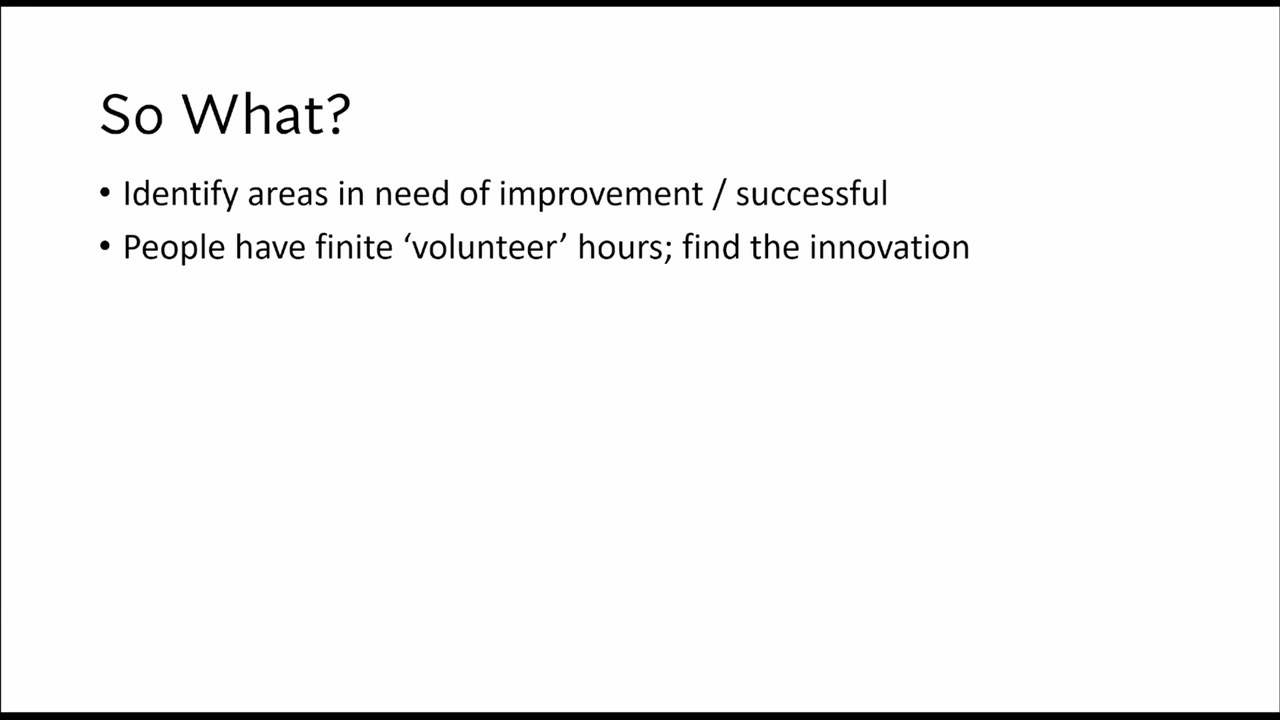 So What?
• Identify areas in need of improvement / successful
• People have finite ‘volunteer’ hours; find the innovation